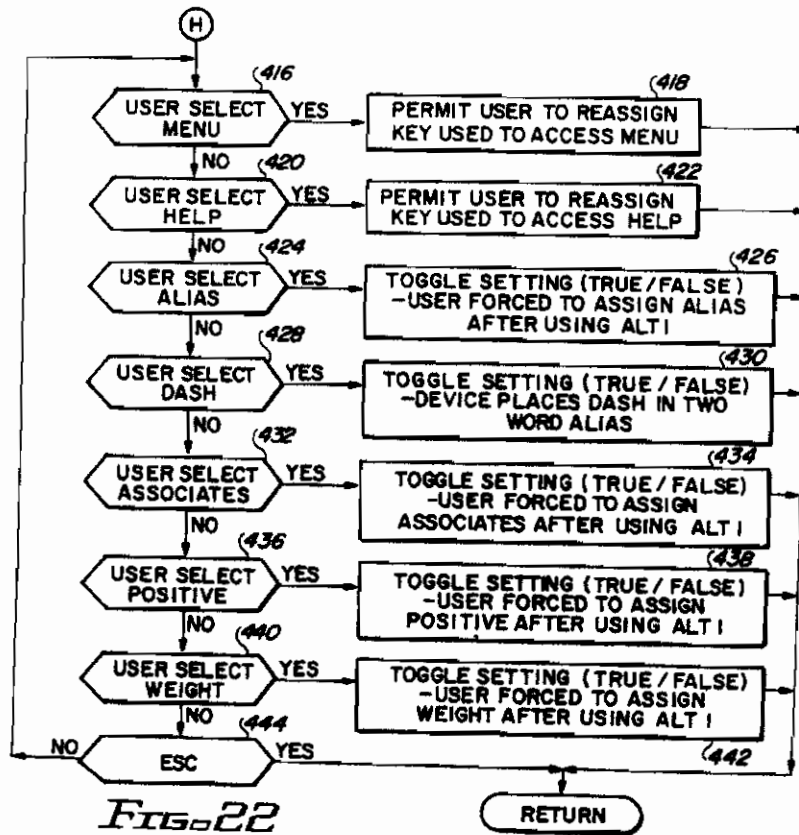 H
416
USER SELECT
MENU
YES
418
PERMIT USER TO REASSIGN
KEY USED TO ACCESS MENU
NO
420
USER SELECT
HELP
YES
422
PERMIT USER TO REASSIGN
KEY USED TO ACCESS HELP
NO
424
USER SELECT
ALIAS
YES
426
TOGGLE SETTING (TRUE/FALSE)
-USER FORCED TO ASSIGN ALIAS
AFTER USING ALT I
NO
428
USER SELECT
DASH
YES
430
TOGGLE SETTING (TRUE / FALSE)
-DEVICE PLACES DASH IN TWO
WORD ALIAS
NO
432
USER SELECT
ASSOCIATES
YES
434
TOGGLE SETTING (TRUE / FALSE)
-USER FORCED TO ASSIGN
ASSOCIATES AFTER USING ALT I
NO
436
USER SELECT
POSITIVE
YES
438
TOGGLE SETTING (TRUE / FALSE)
-USER FORCED TO ASSIGN
POSITIVE AFTER USING ALT I
NO
440
USER SELECT
WEIGHT
YES
TOGGLE SETTING (TRUE / FALSE)
-USER FORCED TO ASSIGN
WEIGHT AFTER USING ALT I
442
NO
444
NO
ESC
YES
RETURN
FIG. 22